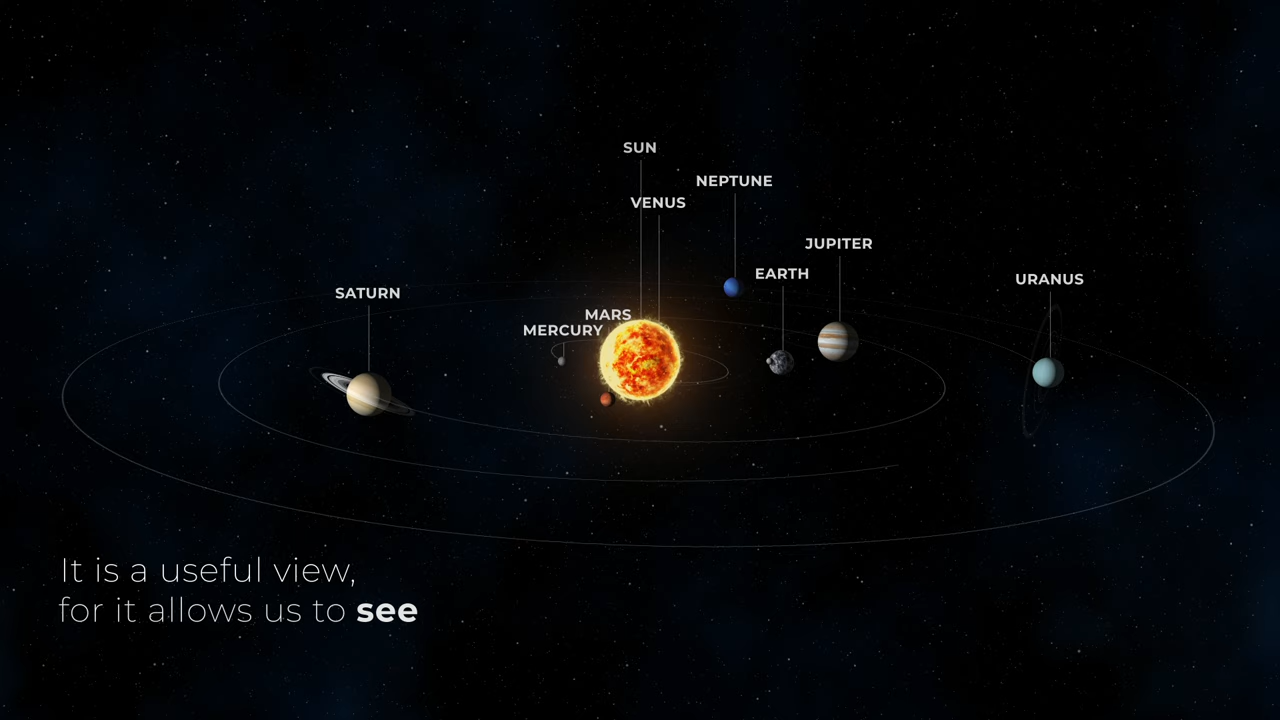 SUN
NEPTUNE
VENUS
JUPITER
EARTH
URANUS
SATURN
MARS
MERCURY
It is a useful view,
for it allows us to see